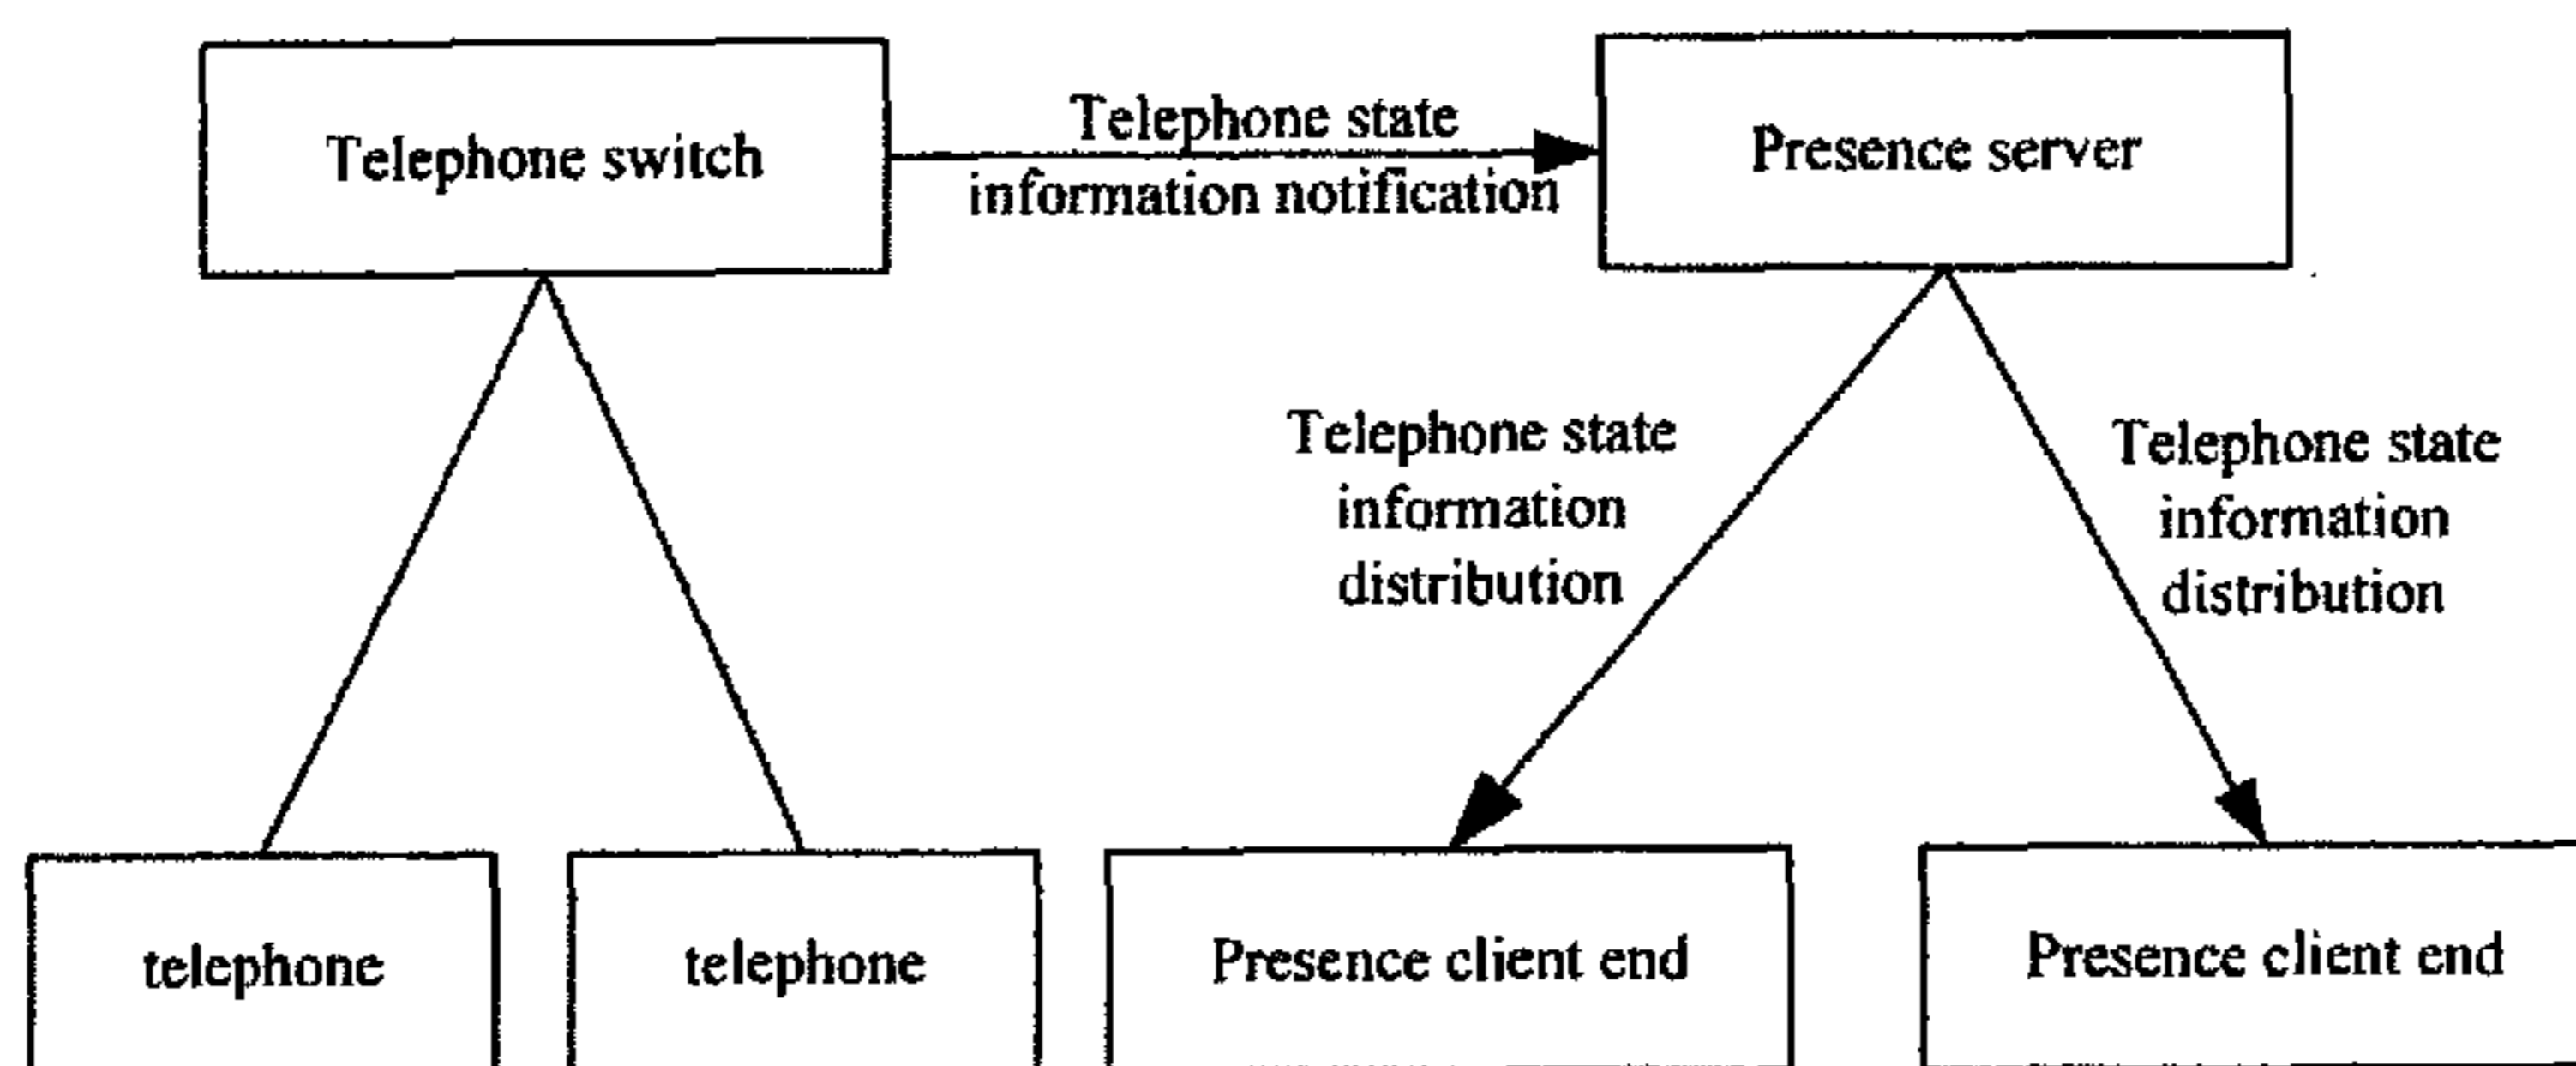 Telephone switch
Telephone state
information notification
Presence server
Telephone state
information
distribution
Telephone state
information
distribution
telephone
telephone
Presence client end
Presence client end